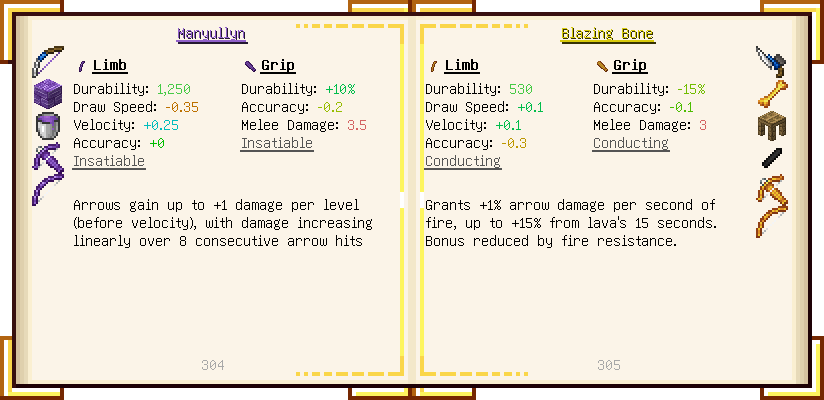 Manyullyn
Limb
Durability: 1,250
Draw Speed: -0.35
Velocity: +0.25
Accuracy: +0
Insatiable
Grip
Durability: +10%
Accuracy: -0.2
Melee Damage: 3.5
Insatiable
Arrows gain up to +1 damage per level
(before velocity), with damage increasing
linearly over 8 consecutive arrow hits
304
Blazing Bone
Limb
Durability: 530
Draw Speed: +0.1
Velocity: +0.1
Accuracy: -0.3
Conducting
Grip
Durability: -15%
Accuracy: -0.1
Melee Damage: 3
Conducting
Grants +1% arrow damage per second of
fire, up to +15% from lava's 15 seconds.
Bonus reduced by fire resistance.
305